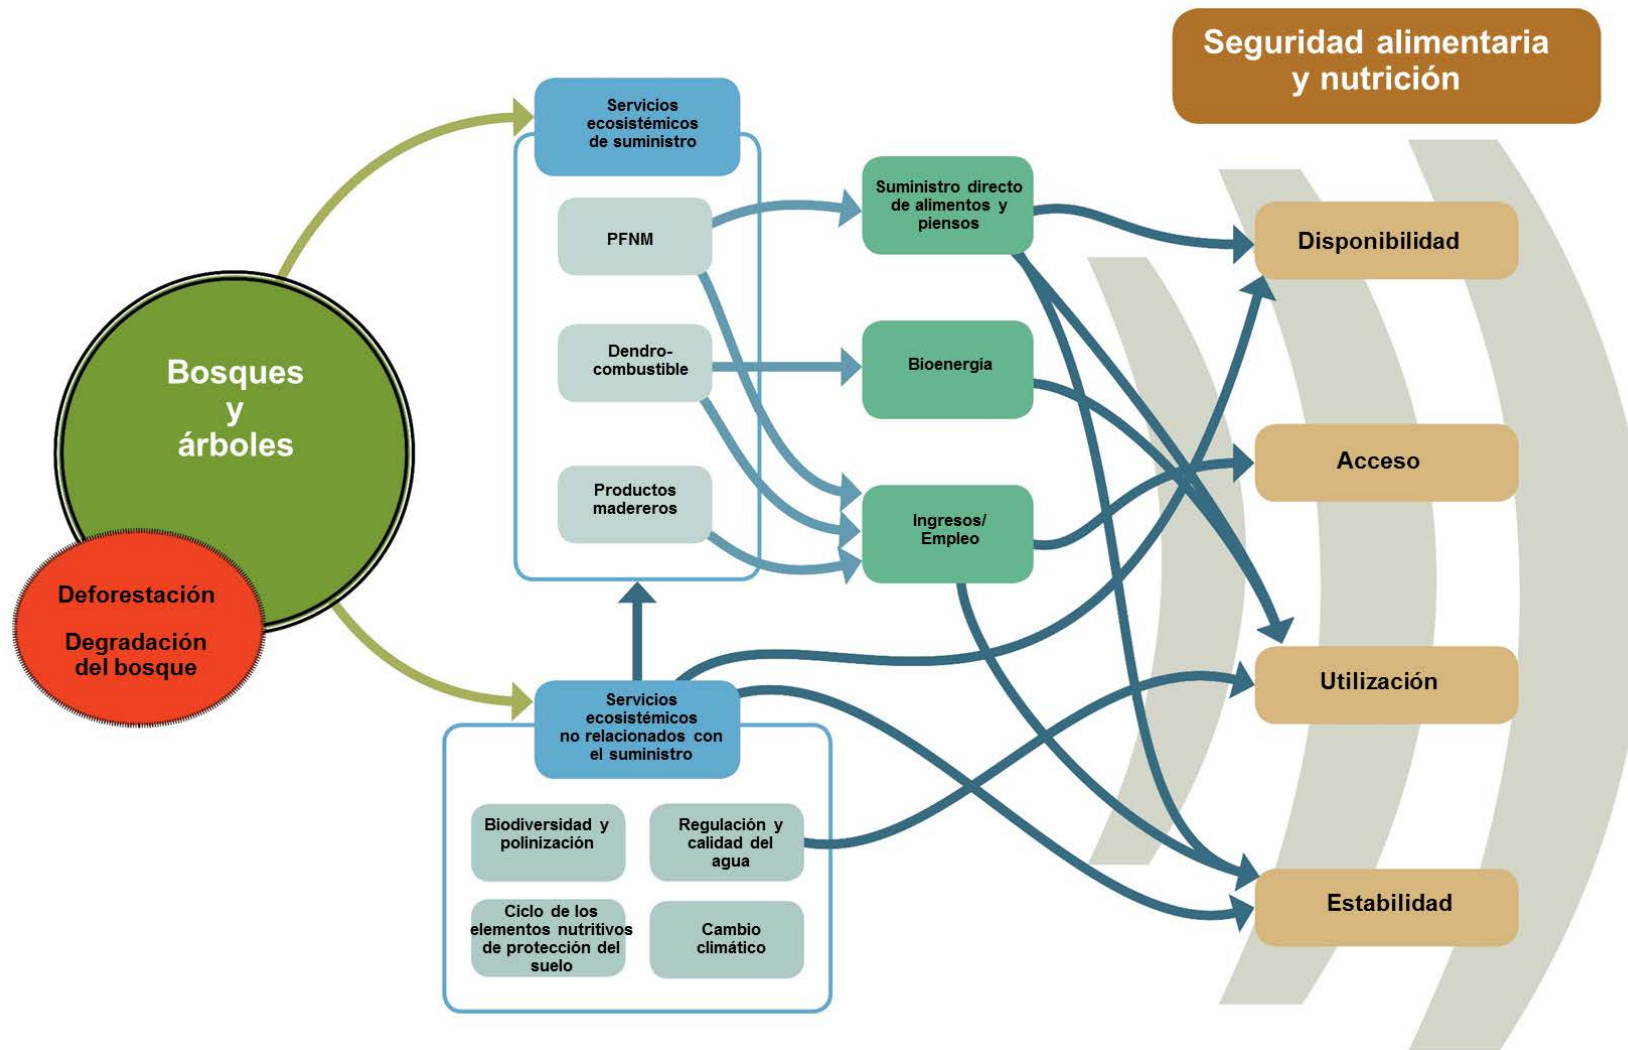 Seguridad alimentaria
y nutrición
Servicios
ecosistémicos
de suministro
PFNM
Dendro-
combustible
Productos
madereros
Suministro directo
de alimentos y
piensos
Bioenergía
Ingresos/
Empleo
Disponibilidad
Acceso
Utilización
Estabilidad
Bosques
y
árboles
Deforestación
Degradación
del bosque
Servicios
ecosistémicos
no relacionados con
el suministro
Biodiversidad y
polinización
Regulación y
calidad del
agua
Ciclo de los
elementos nutritivos
de protección del
suelo
Cambio
climático